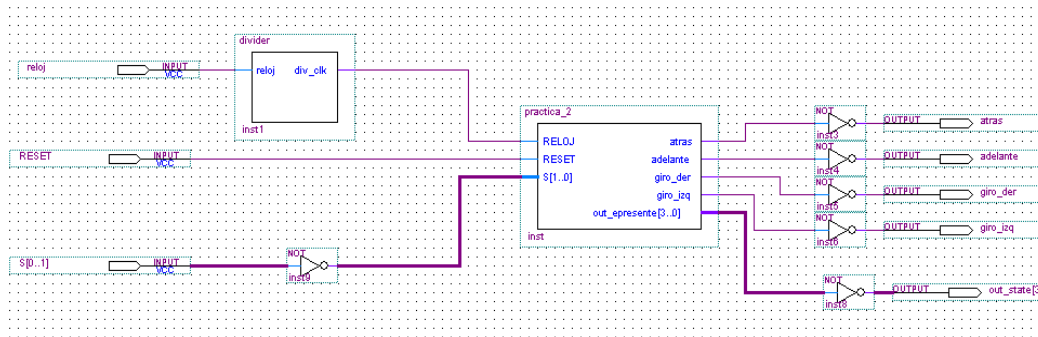 divider
reloj INPUT VCC
reloj div_clk
inst1
practica_2
RELOJ atras
RESET adelante
S[1..0] giro_der
giro_izq
out_epresente[3..0]
inst
RESET INPUT VCC
S[0..1] INPUT VCC
NOT
inst9
NOT
inst3
OUTPUT atras
NOT
inst4
OUTPUT adelante
NOT
inst5
OUTPUT giro_der
NOT
inst6
OUTPUT giro_izq
NOT
inst8
OUTPUT out_state[3